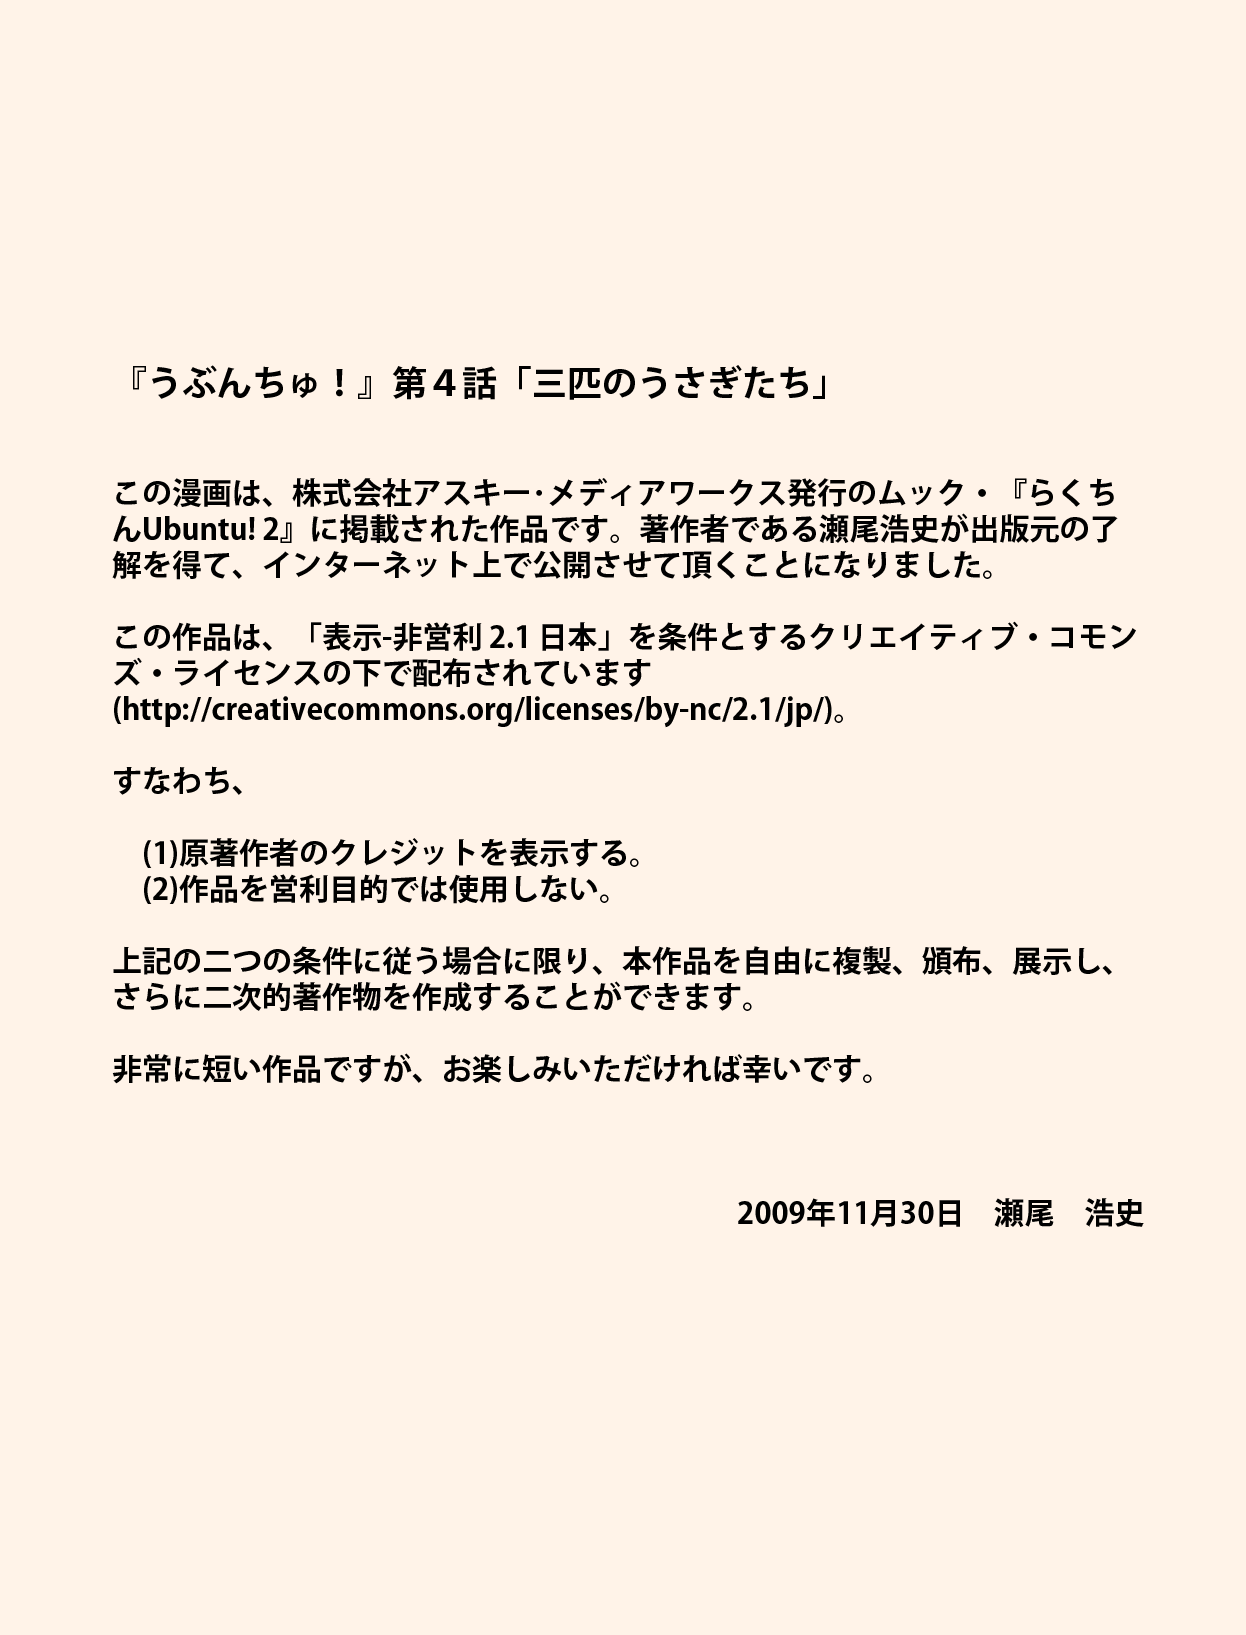 『うぶんちゅ！』第４話「三匹のうさぎたち」
この漫画は、株式会社アスキー･メディアワークス発行のムック・『らくち
んUbuntu! 2』に掲載された作品です。著作者である瀬尾浩史が出版元の了
解を得て、インターネット上で公開させて頂くことになりました。
この作品は、「表示-非営利 2.1 日本」を条件とするクリエイティブ・コモン
ズ・ライセンスの下で配布されています
(http://creativecommons.org/licenses/by-nc/2.1/jp/)。
すなわち、
(1)原著作者のクレジットを表示する。
(2)作品を営利目的では使用しない。
上記の二つの条件に従う場合に限り、本作品を自由に複製、頒布、展示し、
さらに二次的著作物を作成することができます。
非常に短い作品ですが、お楽しみいただければ幸いです。
2009年11月30日　瀬尾　浩史